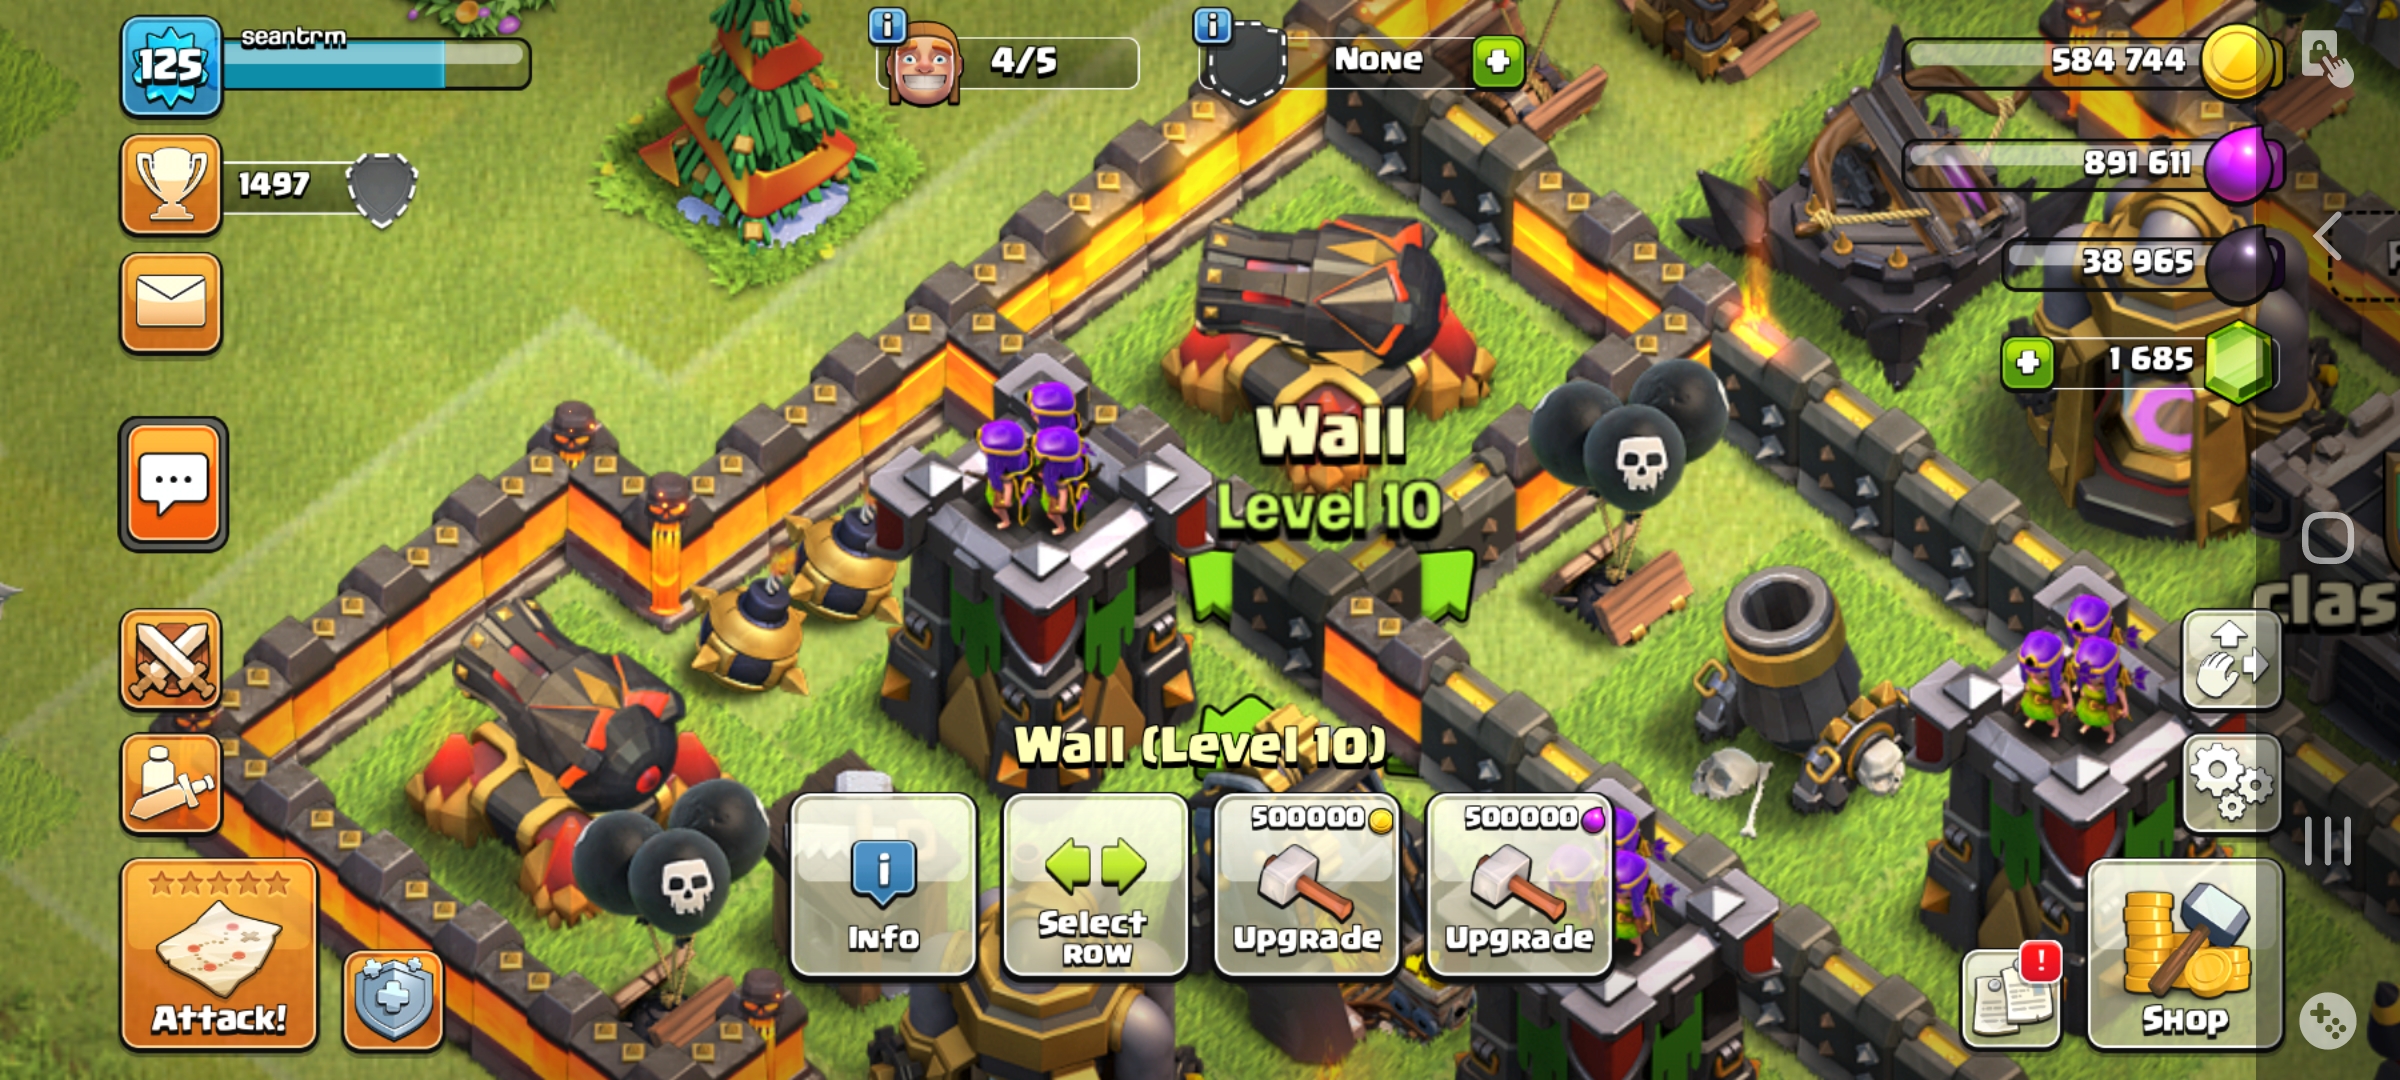 125
seantrm
4/5
None
584 744
1497
891 611
38 965
1 685
Wall
Level 10
clas
Wall (Level 10)
Info
Select
Row
500000
Upgrade
500000
Upgrade
!
Attack!
Shop